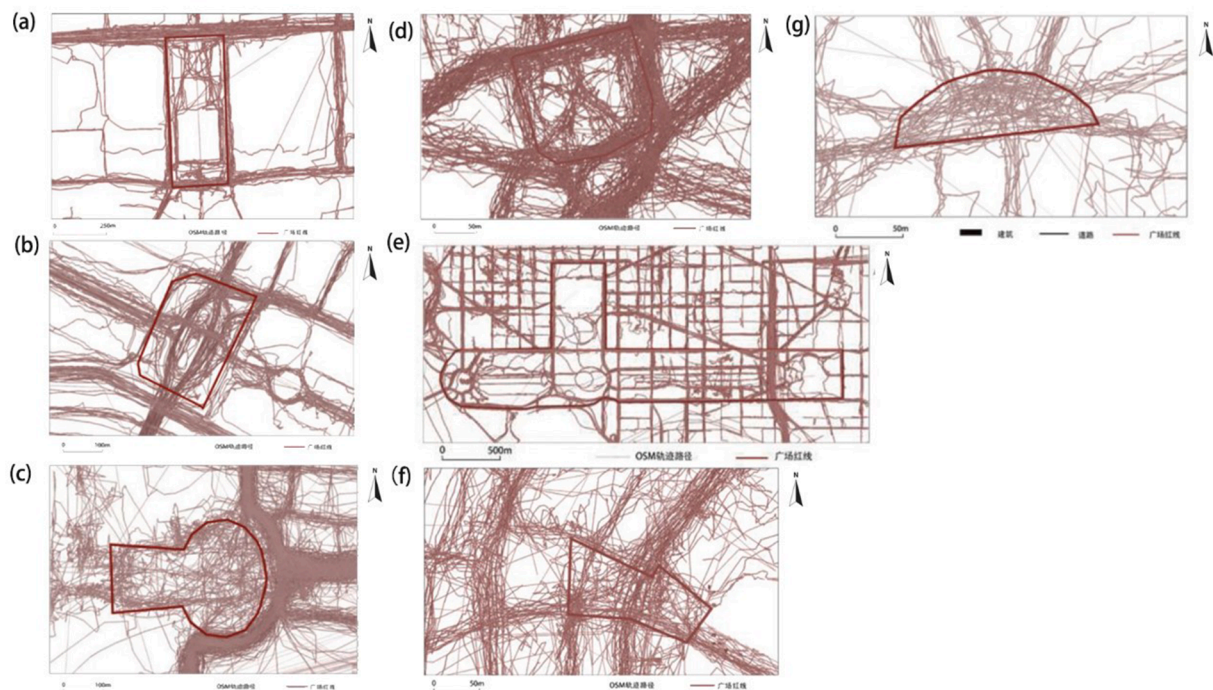 (a)
N
0 250m OSM轨迹路径 广场红线
(b)
N
0 100m OSM轨迹路径 广场红线
(c)
N
0 100m OSM轨迹路径 广场红线
(d)
N
0 50m OSM轨迹路径 广场红线
(e)
N
0 500m OSM轨迹路径 广场红线
(f)
N
0 50m OSM轨迹路径 广场红线
(g)
N
0 50m 建筑 道路 广场红线